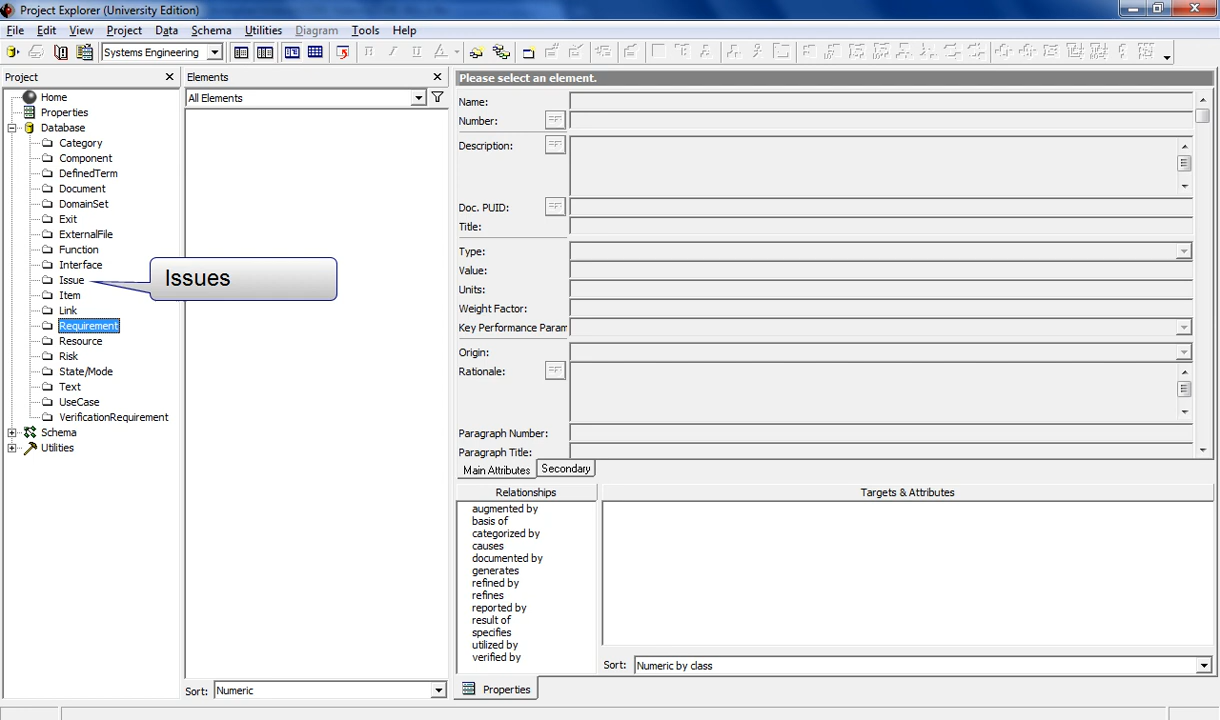 Project Explorer (University Edition)
File Edit View Project Data Schema Utilities Diagram Tools Help
Systems Engineering
Project
Home
Properties
Database
Category
Component
DefinedTerm
Document
DomainSet
Exit
ExternalFile
Function
Interface
Issue
Item
Link
Requirement
Resource
Risk
State/Mode
Text
UseCase
VerificationRequirement
Schema
Utilities
Issues
Elements
All Elements
Sort: Numeric
Please select an element.
Name:
Number:
Description:
Doc. PUID:
Title:
Type:
Value:
Units:
Weight Factor:
Key Performance Param
Origin:
Rationale:
Paragraph Number:
Paragraph Title:
Main Attributes Secondary
Relationships
augmented by
basis of
categorized by
causes
documented by
generates
refined by
refines
reported by
result of
specifies
utilized by
verified by
Targets & Attributes
Sort: Numeric by class
Properties